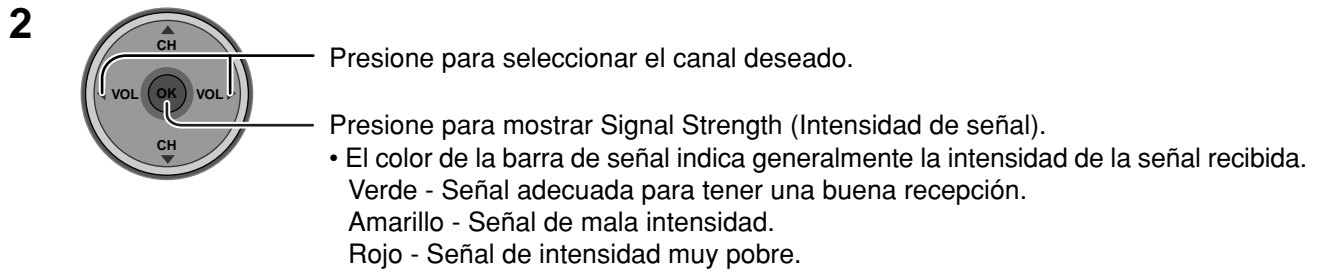 2
CH
VOL OK VOL
CH
Presione para seleccionar el canal deseado.
Presione para mostrar Signal Strength (Intensidad de señal).
• El color de la barra de señal indica generalmente la intensidad de la señal recibida.
Verde - Señal adecuada para tener una buena recepción.
Amarillo - Señal de mala intensidad.
Rojo - Señal de intensidad muy pobre.